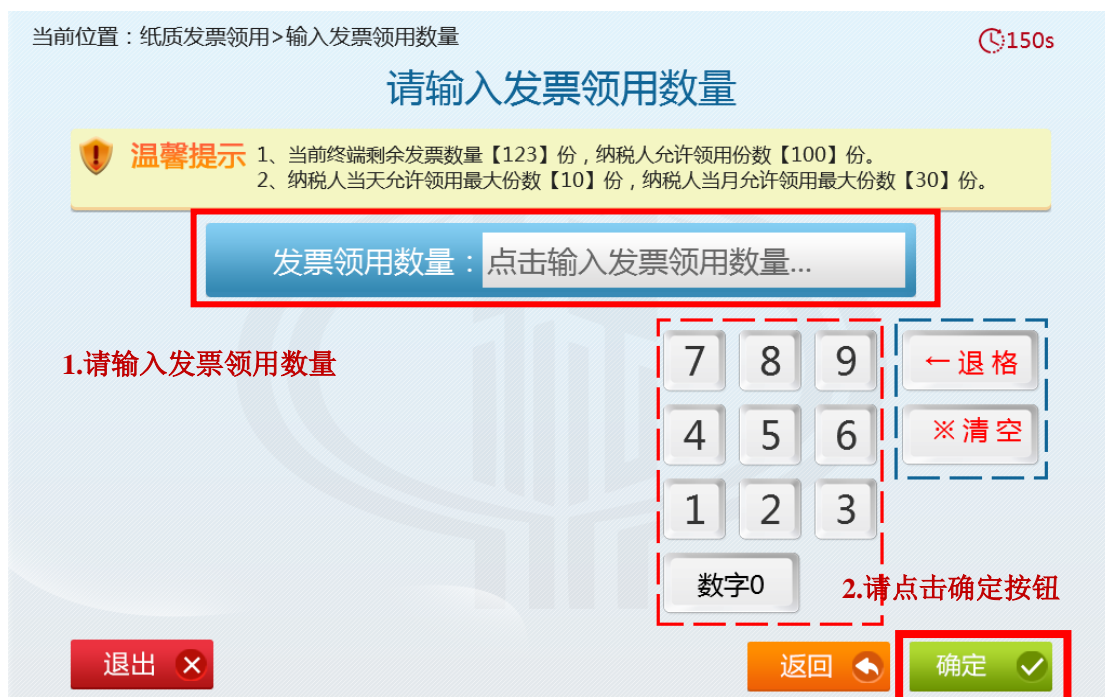 当前位置：纸质发票领用>输入发票领用数量
150s
请输入发票领用数量
温馨提示
1、当前终端剩余发票数量【123】份，纳税人允许领用份数【100】份。
2、纳税人当天允许领用最大份数【10】份，纳税人当月允许领用最大份数【30】份。
发票领用数量：点击输入发票领用数量...
1.请输入发票领用数量
7 8 9 ←退格
4 5 6 ※清空
1 2 3
数字0
2.请点击确定按钮
退出 返回 确定